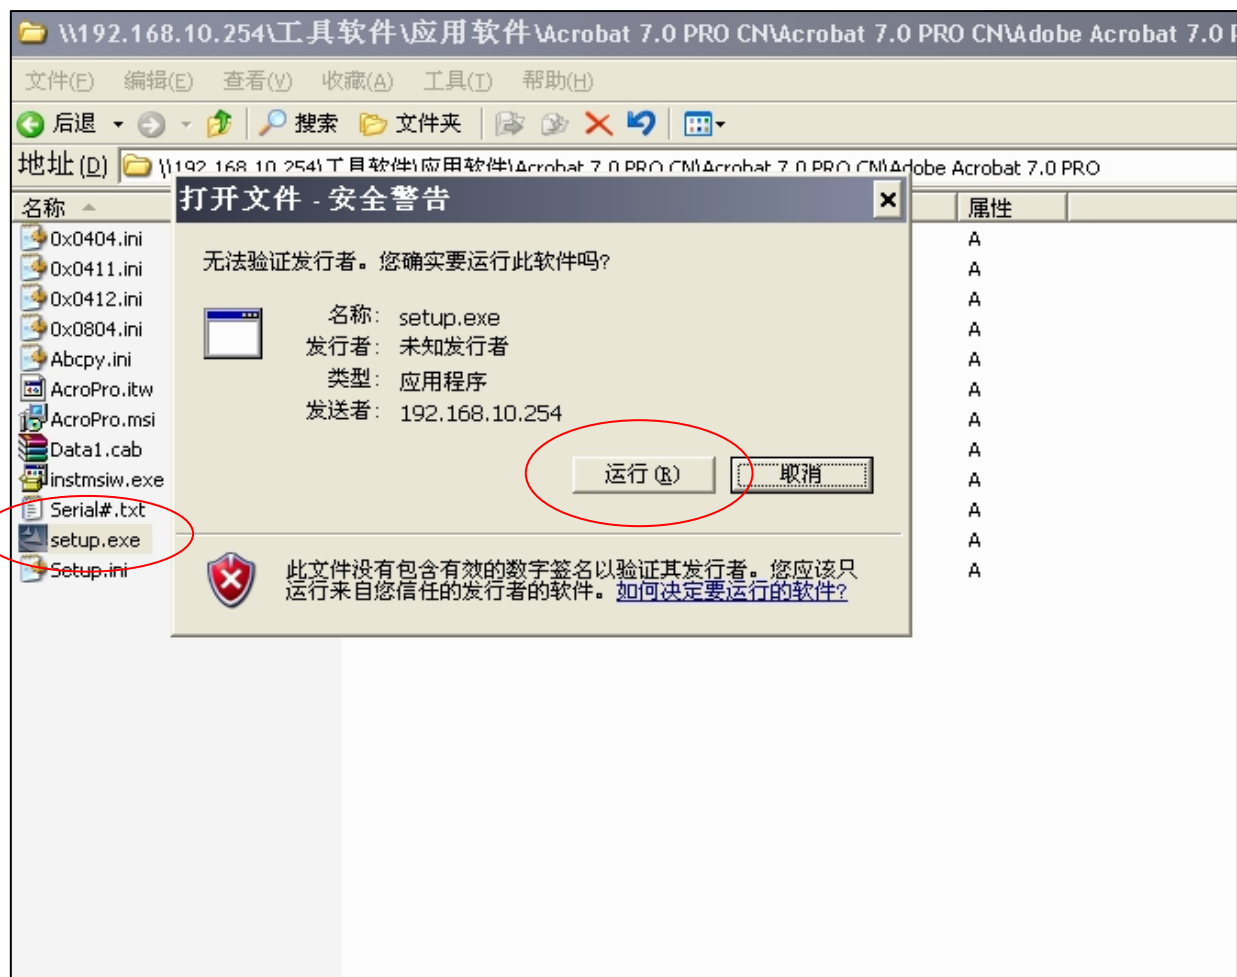 \\192.168.10.254\工具软件\应用软件\Acrobat 7.0 PRO CN\Acrobat 7.0 PRO CN\Adobe Acrobat 7.0
文件(F) 编辑(E) 查看(V) 收藏(A) 工具(T) 帮助(H)
后退 搜索 文件夹
地址(D) \\192.168.10.254\工具软件\应用软件\Acrobat 7.0 PRO CN\Acrobat 7.0 PRO CN\Adobe Acrobat 7.0 PRO
名称 属性
0x0404.ini A
0x0411.ini A
0x0412.ini A
0x0804.ini A
Abcpy.ini A
AcroPro.itw A
AcroPro.msi A
Data1.cab A
instmsiw.exe A
Serial#.txt A
setup.exe A
Setup.ini A
打开文件 - 安全警告
无法验证发行者。您确实要运行此软件吗?
名称: setup.exe
发行者: 未知发行者
类型: 应用程序
发送者: 192.168.10.254
运行(R) 取消
此文件没有包含有效的数字签名以验证其发行者。您应该只
运行来自您信任的发行者的软件。如何决定要运行的软件?